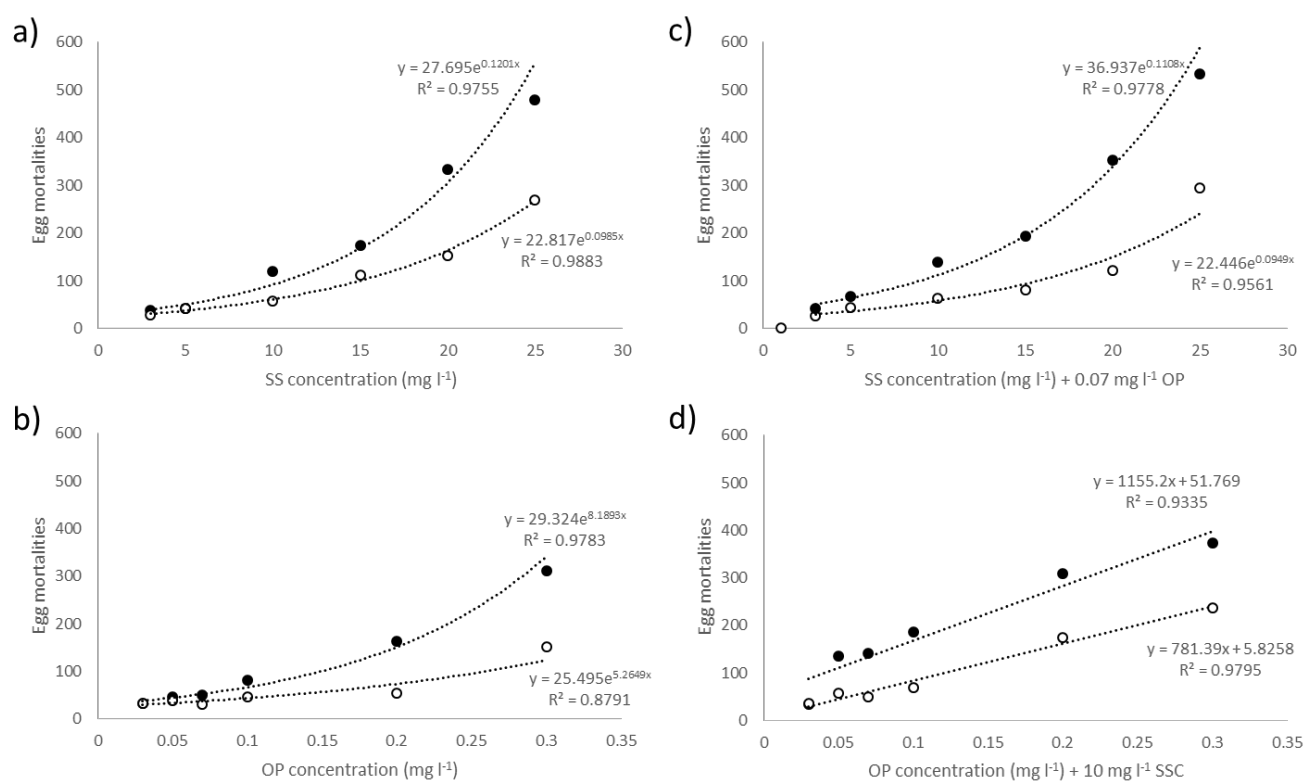 a)
600
500
400
300
200
100
0
Egg mortalities
y = 27.695e^0.1201x
R² = 0.9755
y = 22.817e^0.0985x
R² = 0.9883
0 5 10 15 20 25 30
SS concentration (mg l⁻¹)
c)
600
500
400
300
200
100
0
Egg mortalities
y = 36.937e^0.1108x
R² = 0.9778
y = 22.446e^0.0949x
R² = 0.9561
0 5 10 15 20 25 30
SS concentration (mg l⁻¹) + 0.07 mg l⁻¹ OP
b)
600
500
400
300
200
100
0
Egg mortalities
y = 29.324e^8.1893x
R² = 0.9783
y = 25.495e^5.2649x
R² = 0.8791
0 0.05 0.1 0.15 0.2 0.25 0.3 0.35
OP concentration (mg l⁻¹)
d)
600
500
400
300
200
100
0
Egg mortalities
y = 1155.2x + 51.769
R² = 0.9335
y = 781.39x + 5.8258
R² = 0.9795
0 0.05 0.1 0.15 0.2 0.25 0.3 0.35
OP concentration (mg l⁻¹) + 10 mg l⁻¹ SSC